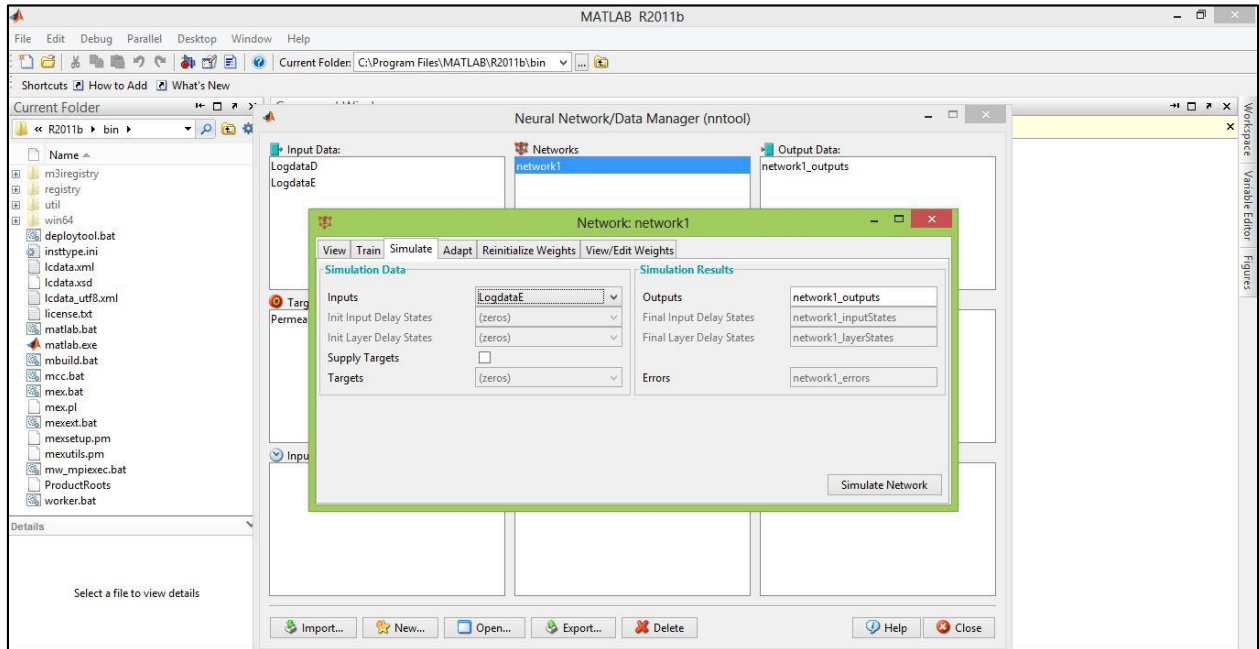 MATLAB R2011b
File Edit Debug Parallel Desktop Window Help
Current Folder: C:\Program Files\MATLAB\R2011b\bin
Shortcuts How to Add What's New
Current Folder
« R2011b bin
Name
m3iregistry
registry
util
win64
deploytool.bat
insttype.ini
lcdata.xml
lcdata.xsd
lcdata_utf8.xml
license.txt
matlab.bat
matlab.exe
mbuild.bat
mcc.bat
mex.bat
mex.pl
mexext.bat
mexsetup.pm
mexutils.pm
mw_mpiexec.bat
ProductRoots
worker.bat
Details
Select a file to view details
Neural Network/Data Manager (nntool)
Input Data:
LogdataD
LogdataE
Networks
network1
Output Data:
network1_outputs
Targ
Permea
Inpu
Network: network1
View Train Simulate Adapt Reinitialize Weights View/Edit Weights
Simulation Data
Inputs LogdataE
Init Input Delay States (zeros)
Init Layer Delay States (zeros)
Supply Targets
Targets (zeros)
Simulation Results
Outputs network1_outputs
Final Input Delay States network1_inputStates
Final Layer Delay States network1_layerStates
Errors network1_errors
Simulate Network
Import... New... Open... Export... Delete Help Close
Workspace
Variable Editor
Figures